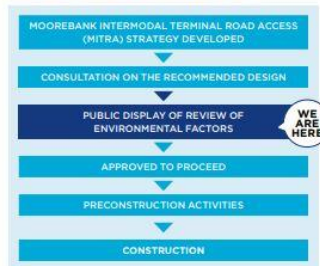 MOOREBANK INTERMODAL TERMINAL ROAD ACCESS
(MITRA) STRATEGY DEVELOPED
CONSULTATION ON THE RECOMMENDED DESIGN
PUBLIC DISPLAY OF REVIEW OF
ENVIRONMENTAL FACTORS
WE
ARE
HERE
APPROVED TO PROCEED
PRECONSTRUCTION ACTIVITIES
CONSTRUCTION